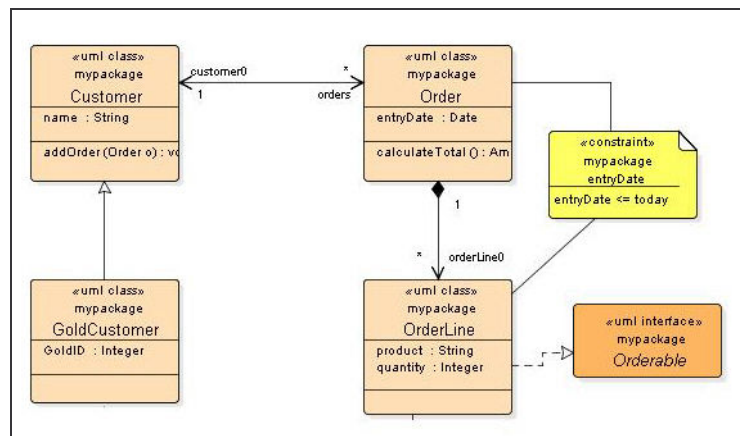 «uml class»
mypackage
Customer
name : String
addOrder(Order o) : vo
customer0
1
*
orders
«uml class»
mypackage
Order
entryDate : Date
calculateTotal () : Am
«constraint»
mypackage
entryDate
entryDate <= today
1
*
orderLine0
«uml class»
mypackage
GoldCustomer
GoldID : Integer
«uml class»
mypackage
OrderLine
product : String
quantity : Integer
«uml interface»
mypackage
Orderable